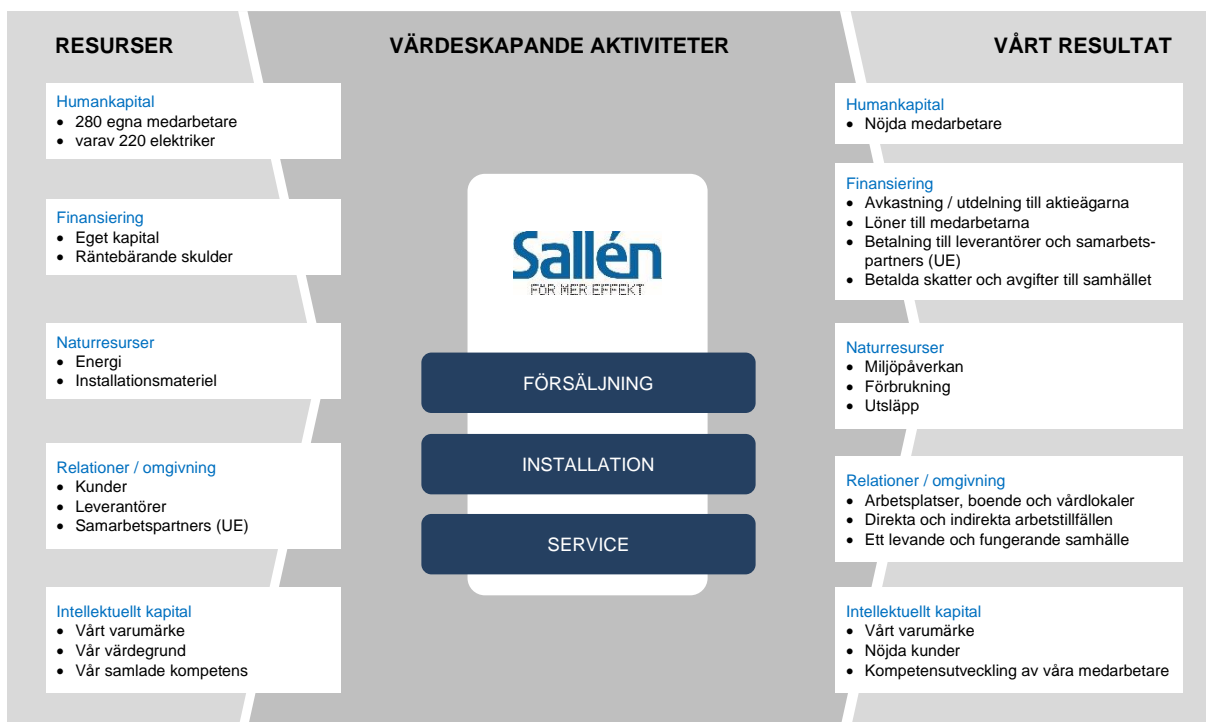 RESURSER
Humankapital
• 280 egna medarbetare
• varav 220 elektriker
Finansiering
• Eget kapital
• Räntebärande skulder
Naturresurser
• Energi
• Installationsmateriel
Relationer / omgivning
• Kunder
• Leverantörer
• Samarbetspartners (UE)
Intellektuellt kapital
• Vårt varumärke
• Vår värdegrund
• Vår samlade kompetens
VÄRDESKAPANDE AKTIVITETER
Sallén
FÖR MER EFFEKT
FÖRSÄLJNING
INSTALLATION
SERVICE
VÅRT RESULTAT
Humankapital
• Nöjda medarbetare
Finansiering
• Avkastning / utdelning till aktieägarna
• Löner till medarbetarna
• Betalning till leverantörer och samarbets-
partners (UE)
• Betalda skatter och avgifter till samhället
Naturresurser
• Miljöpåverkan
• Förbrukning
• Utsläpp
Relationer / omgivning
• Arbetsplatser, boende och vårdlokaler
• Direkta och indirekta arbetstillfällen
• Ett levande och fungerande samhälle
Intellektuellt kapital
• Vårt varumärke
• Nöjda kunder
• Kompetensutveckling av våra medarbetare